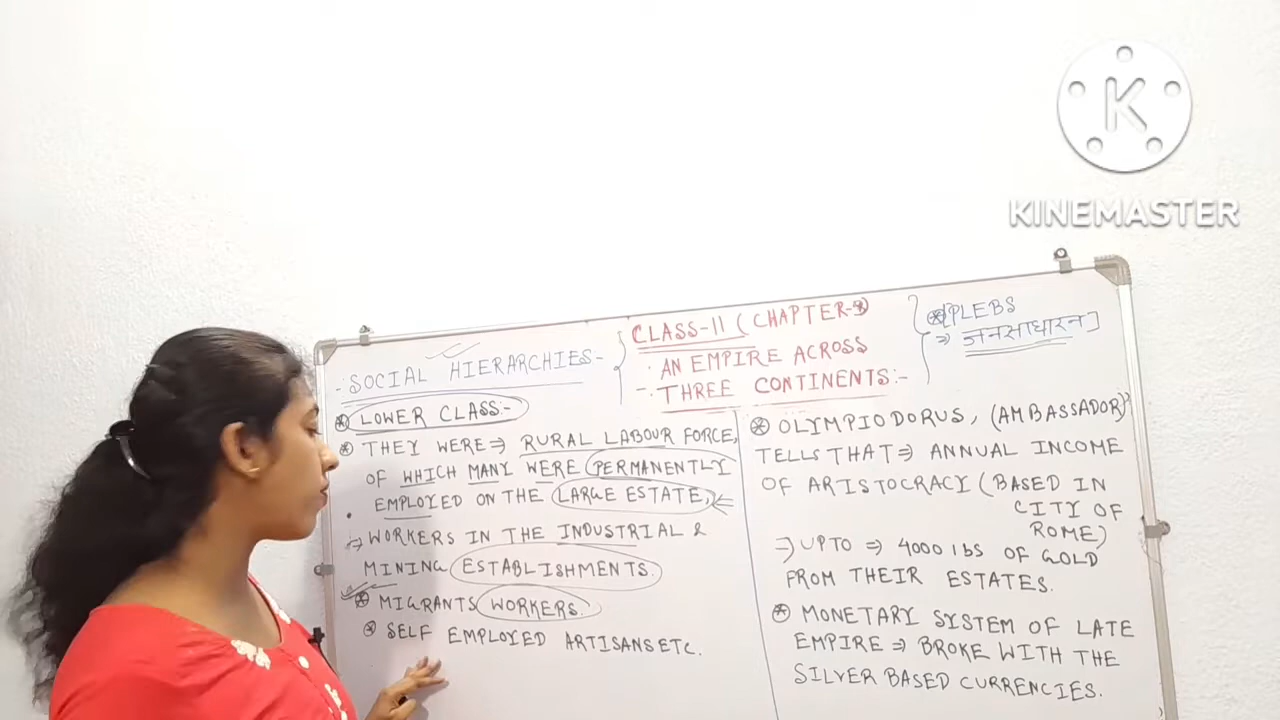 K
KINEMASTER
-: SOCIAL HIERARCHIES-
CLASS-11 (CHAPTER-
· AN EMPIRE ACROSS
- · THREE CONTINENTS:-
[PLEBS
⇒ जनसाधारन]
LOWER CLASS:-
THEY WERE ⇒ RURAL LABOUR FORCE,
OF WHICH MANY WERE PERMANENTLY
EMPLOYED ON THE LARGE ESTATE,
WORKERS IN THE INDUSTRIAL &
MINING ESTABLISHMENTS.
MIGRANTS WORKERS.
SELF EMPLOYED ARTISANS ETC.
OLYMPIODORUS, (AMBASSADOR)
TELLS THAT ⇒ ANNUAL INCOME
OF ARISTOCRACY (BASED IN
CITY OF
ROME)
⇒ UPTO ⇒ 4000 lbs OF GOLD
FROM THEIR ESTATES.
MONETARY SYSTEM OF LATE
EMPIRE ⇒ BROKE WITH THE
SILVER BASED CURRENCIES.